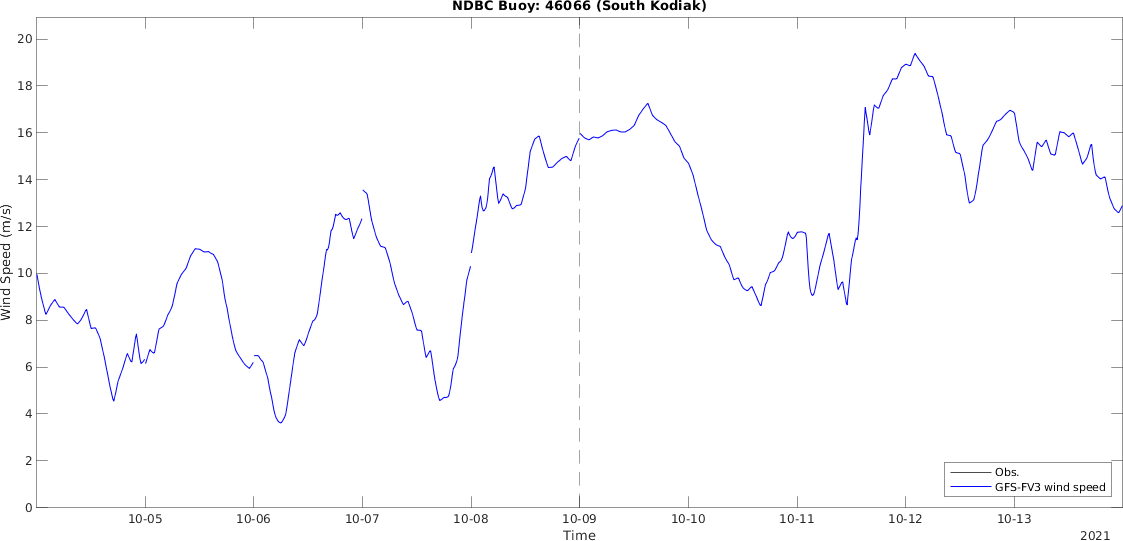 NDBC Buoy: 46066 (South Kodiak)
20
18
16
14
12
10
8
6
4
2
0
Wind Speed (m/s)
Obs.
GFS-FV3 wind speed
10-05 10-06 10-07 10-08 10-09 10-10 10-11 10-12 10-13
Time
2021